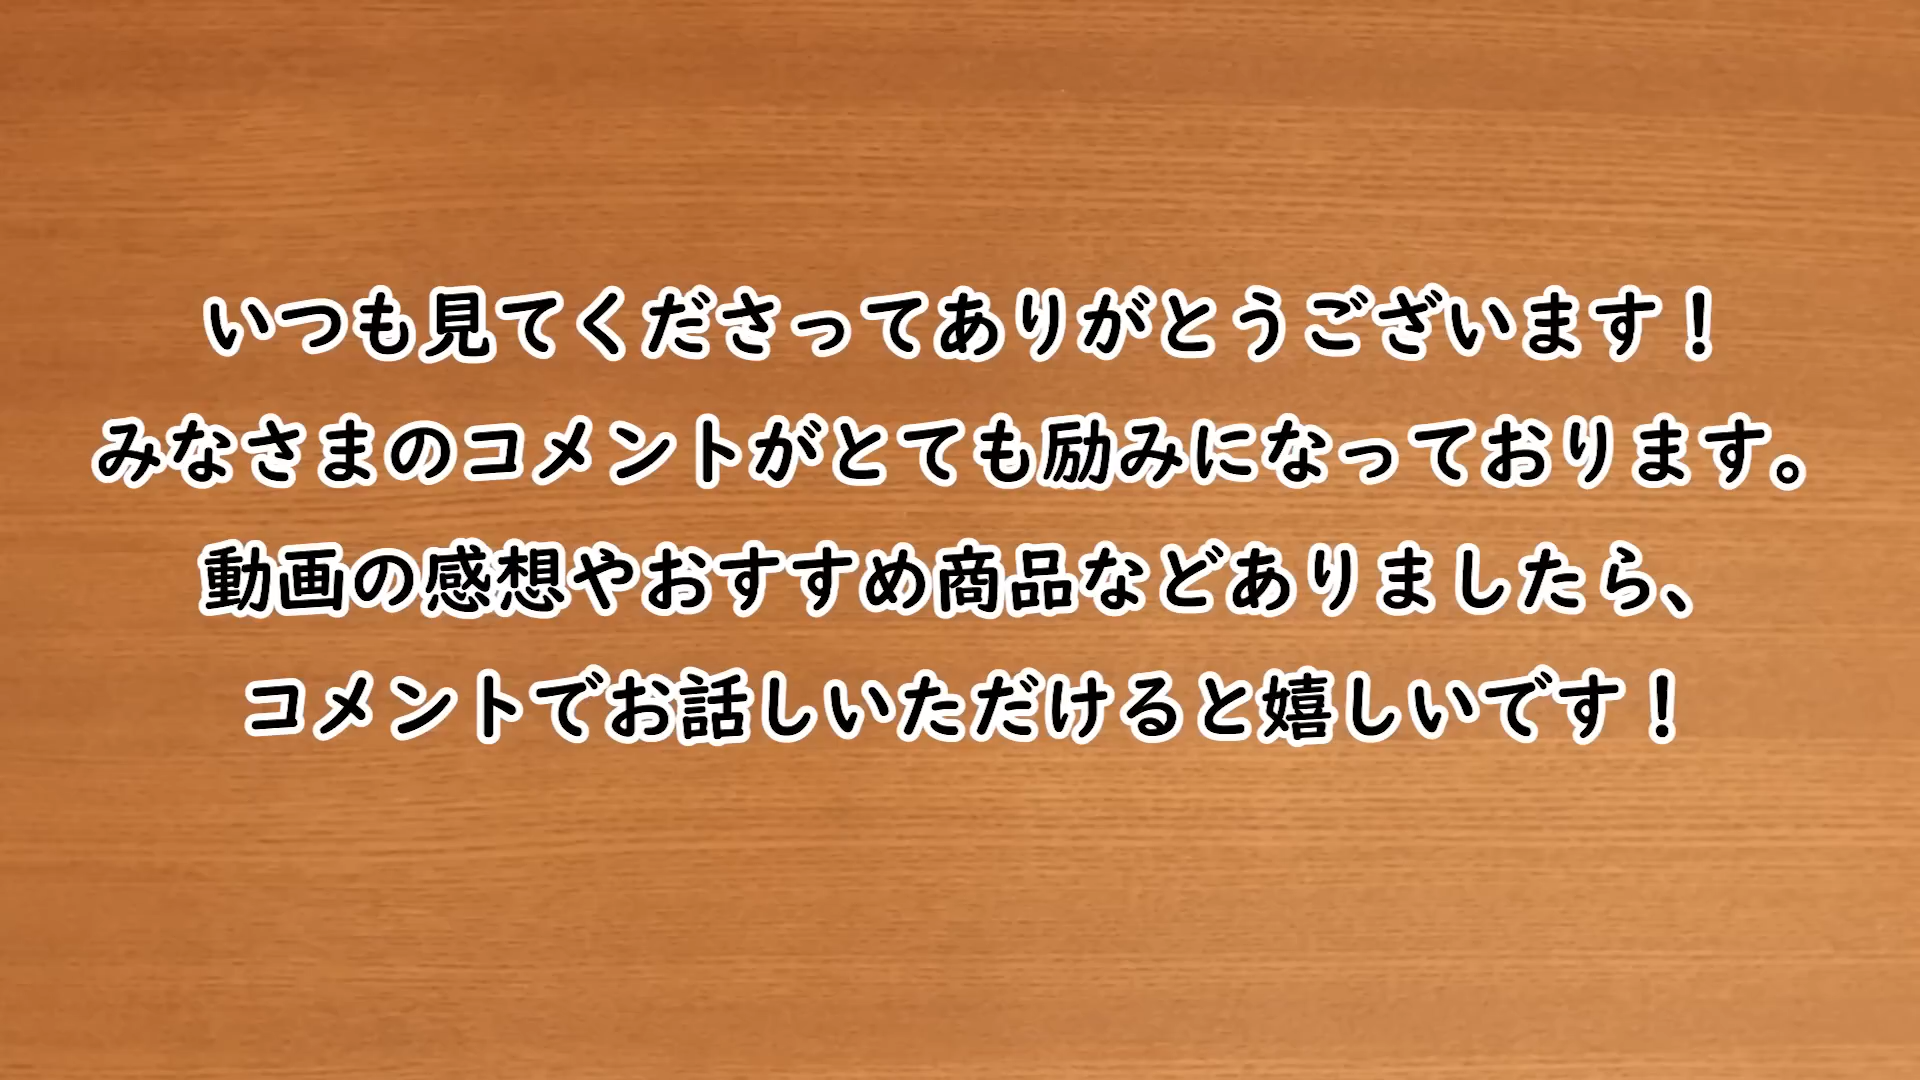 いつも見てくださってありがとうございます！
みなさまのコメントがとても励みになっております。
動画の感想やおすすめ商品などありましたら、
コメントでお話しいただけると嬉しいです！